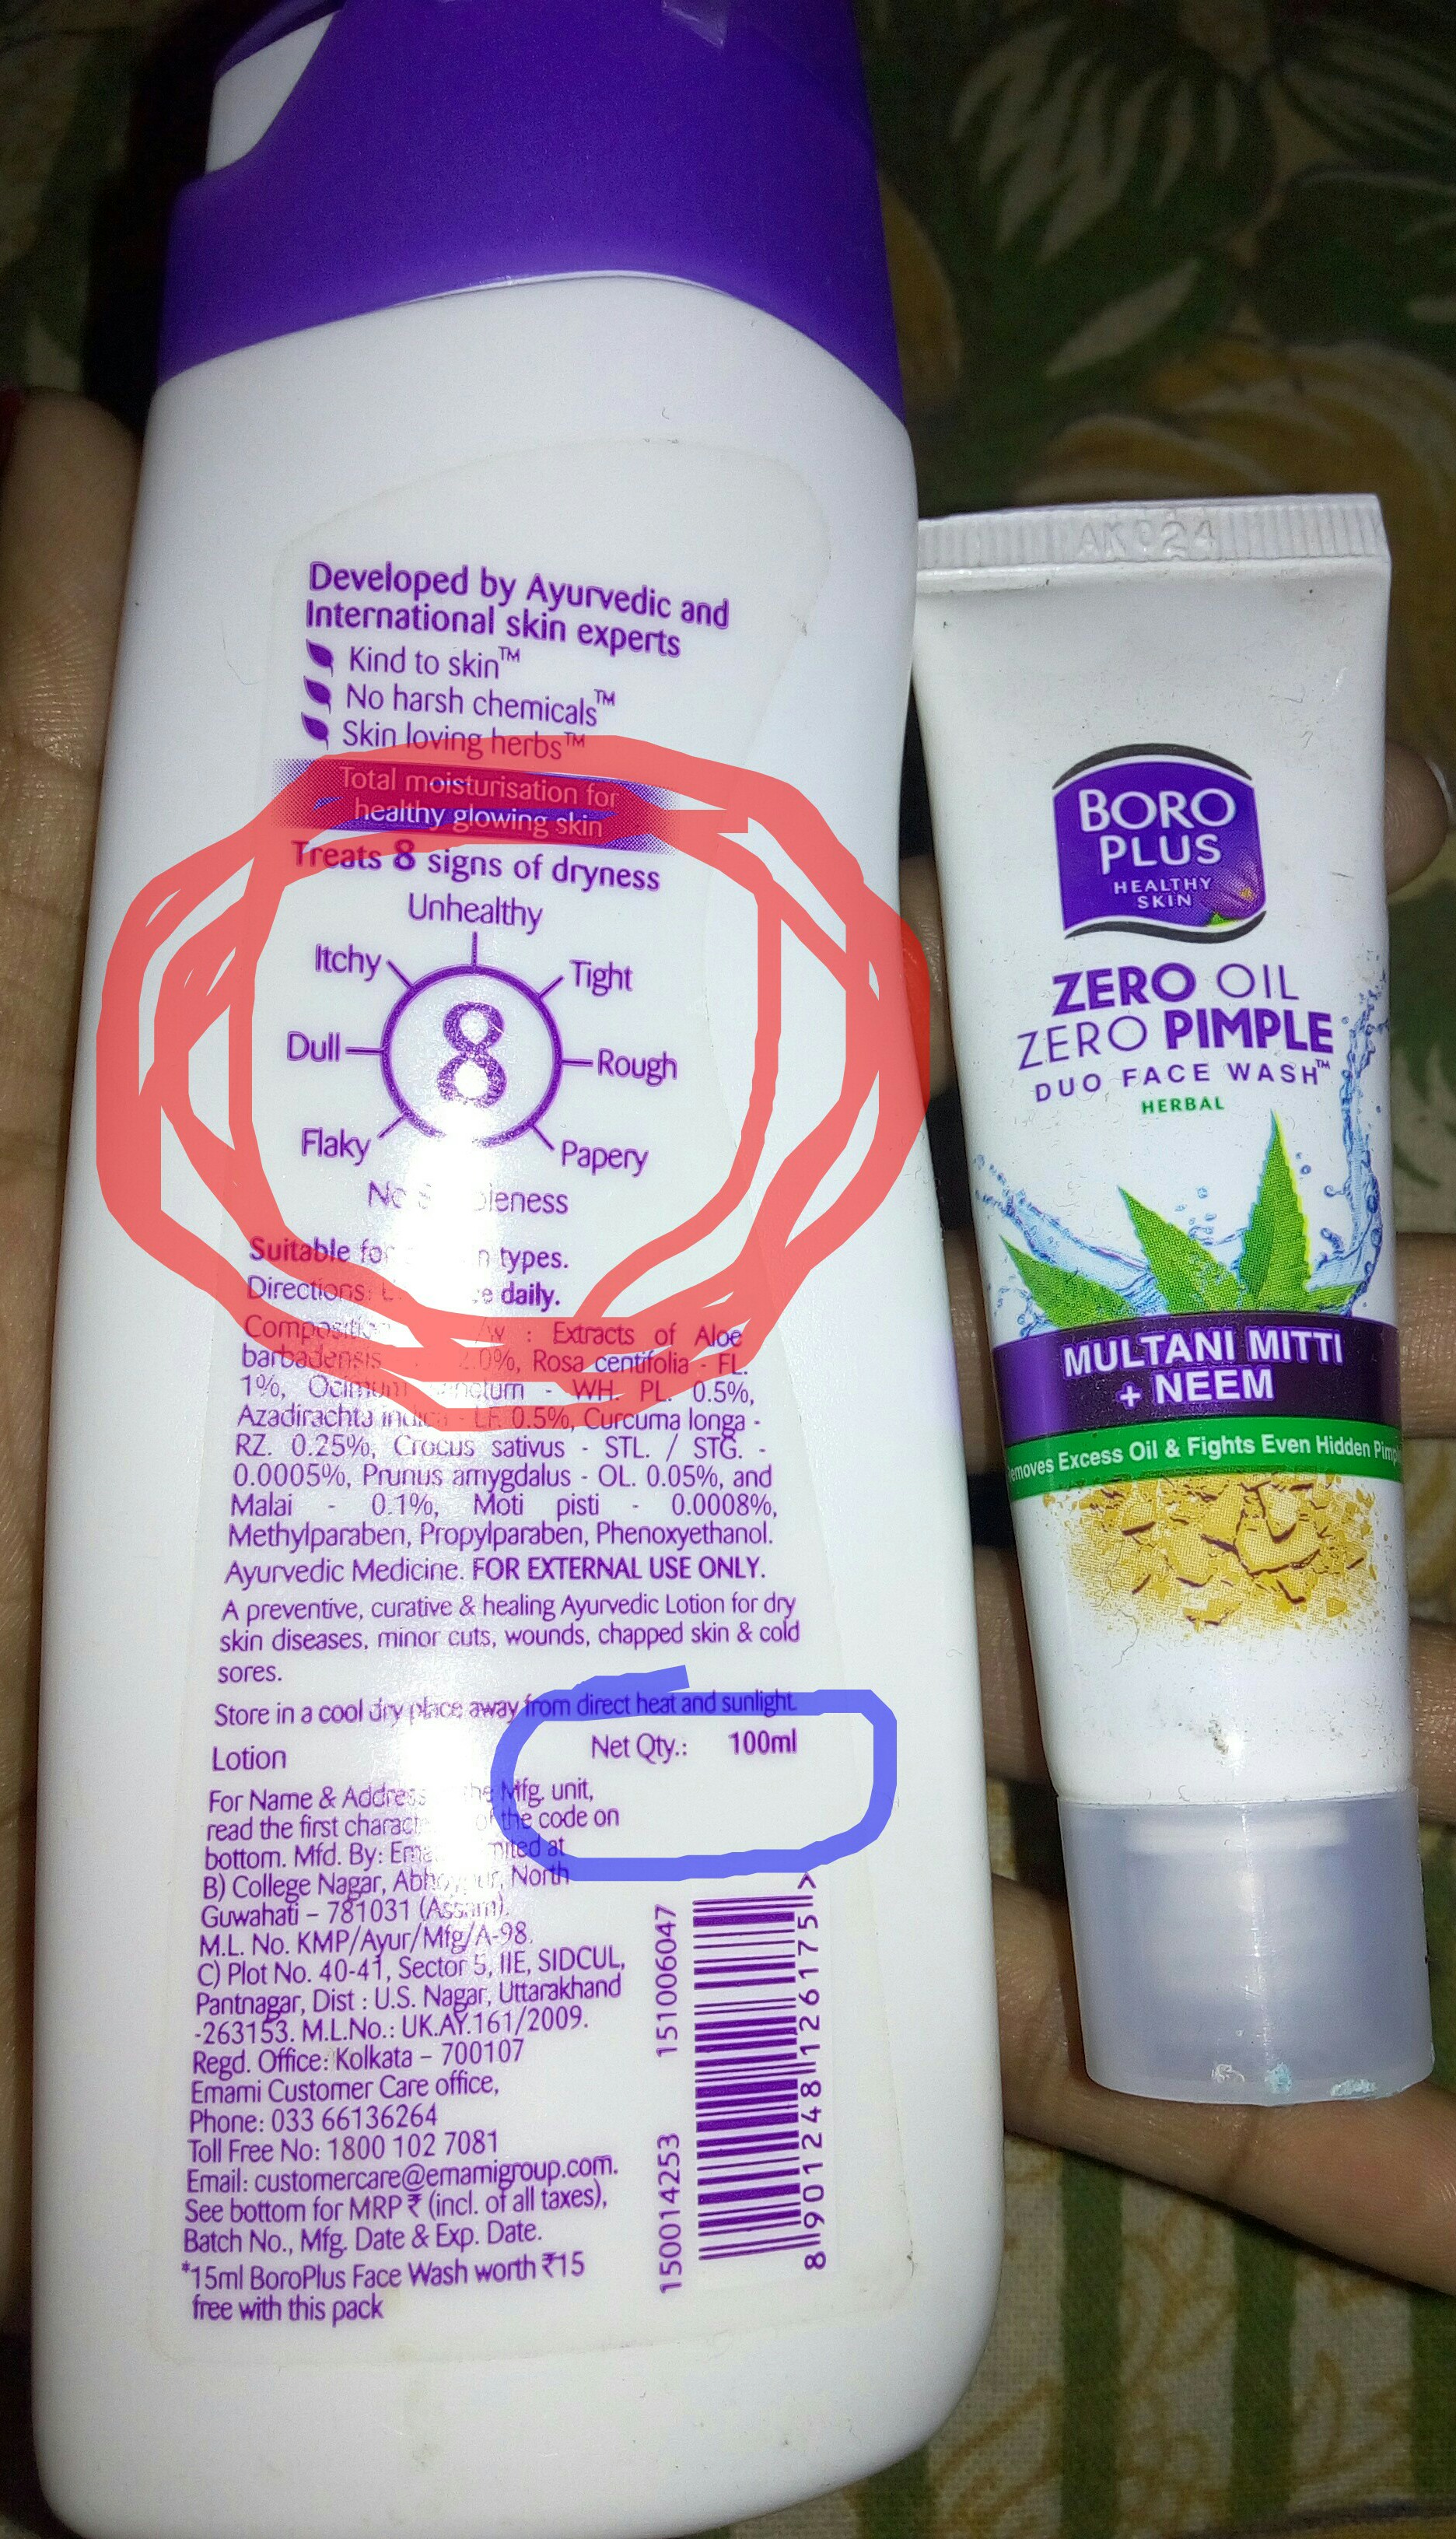 Developed by Ayurvedic and
International skin experts
Kind to skin™
No harsh chemicals™
Skin loving herbs™
Total moisturisation for
healthy glowing skin
Treats 8 signs of dryness
Unhealthy
Itchy
Tight
Dull
8
Rough
Flaky
Papery
Suitable types.
Directions: daily.
: Extracts of Aloe
barbadensis 2.0%, Rosa centifolia - FL.
1%, Ocimum - WH. PL. 0.5%,
Azadirachta indica - LF. 0.5%, Curcuma longa -
RZ. 0.25%, Crocus sativus - STL. / STG. -
0.0005%, Prunus amygdalus - OL. 0.05%, and
Malai - 0.1%, Moti pisti - 0.0008%,
Methylparaben, Propylparaben, Phenoxyethanol.
Ayurvedic Medicine. FOR EXTERNAL USE ONLY.
A preventive, curative & healing Ayurvedic Lotion for dry
skin diseases, minor cuts, wounds, chapped skin & cold
sores.
Store in a cool dry place away from direct heat and sunlight.
Lotion Net Qty.: 100ml
For Name & Address the Mfg. unit,
read the first of the code on
bottom. Mfd. By: at
B) College Nagar, North
Guwahati – 781031 (Assam).
M.L. No. KMP/Ayur/Mfg/A-98.
C) Plot No. 40-41, Sector 5, IIE, SIDCUL,
Pantnagar, Dist : U.S. Nagar, Uttarakhand
-263153. M.L.No.: UK.AY.161/2009.
Regd. Office: Kolkata – 700107
Emami Customer Care office,
Phone: 033 66136264
Toll Free No: 1800 102 7081
Email: customercare@emamigroup.com.
See bottom for MRP ₹ (incl. of all taxes),
Batch No., Mfg. Date & Exp. Date.
*15ml BoroPlus Face Wash worth ₹15
free with this pack
150014253 151006047
8 901248 126175 >
BORO
PLUS
HEALTHY
SKIN
ZERO OIL
ZERO PIMPLE
DUO FACE WASH™
HERBAL
MULTANI MITTI
+ NEEM
Excess Oil & Fights Even Hidden